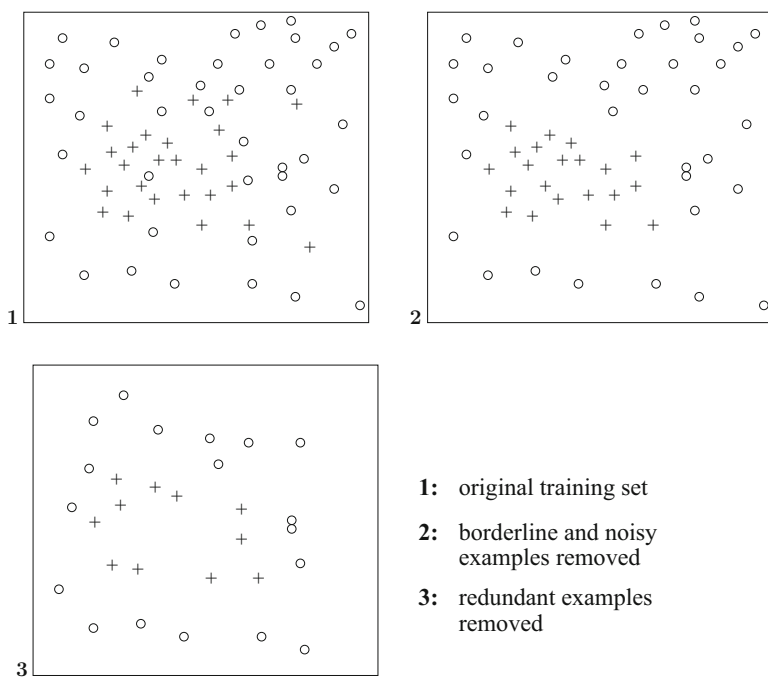 1
2
3
1: original training set
2: borderline and noisy
examples removed
3: redundant examples
removed